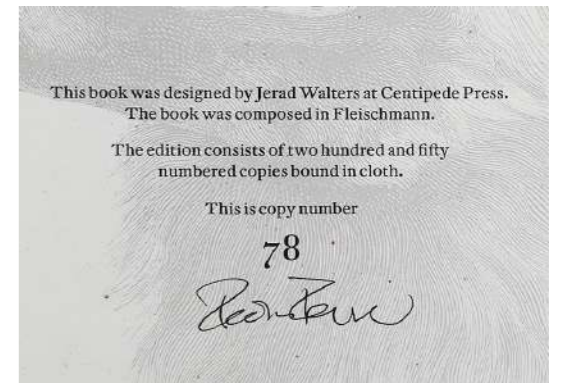 This book was designed by Jerad Walters at Centipede Press.
The book was composed in Fleischmann.
The edition consists of two hundred and fifty
numbered copies bound in cloth.
This is copy number
78